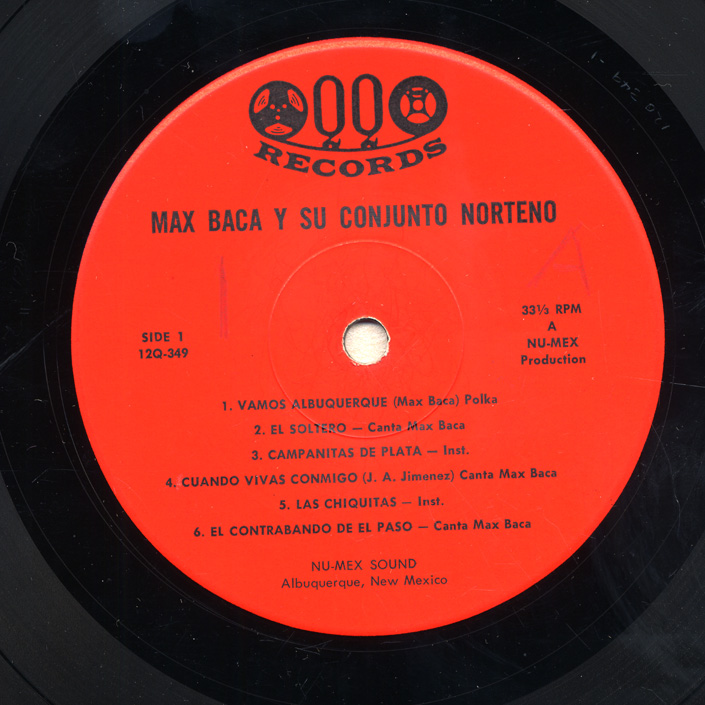 QQ
RECORDS
MAX BACA Y SU CONJUNTO NORTENO
SIDE 1
12Q-349
33⅓ RPM
A
NU-MEX
Production
1. VAMOS ALBUQUERQUE (Max Baca) Polka
2. EL SOLTERO — Canta Max Baca
3. CAMPANITAS DE PLATA — Inst.
4. CUANDO VIVAS CONMIGO (J. A. Jimenez) Canta Max Baca
5. LAS CHIQUITAS — Inst.
6. EL CONTRABANDO DE EL PASO — Canta Max Baca
NU-MEX SOUND
Albuquerque, New Mexico
A